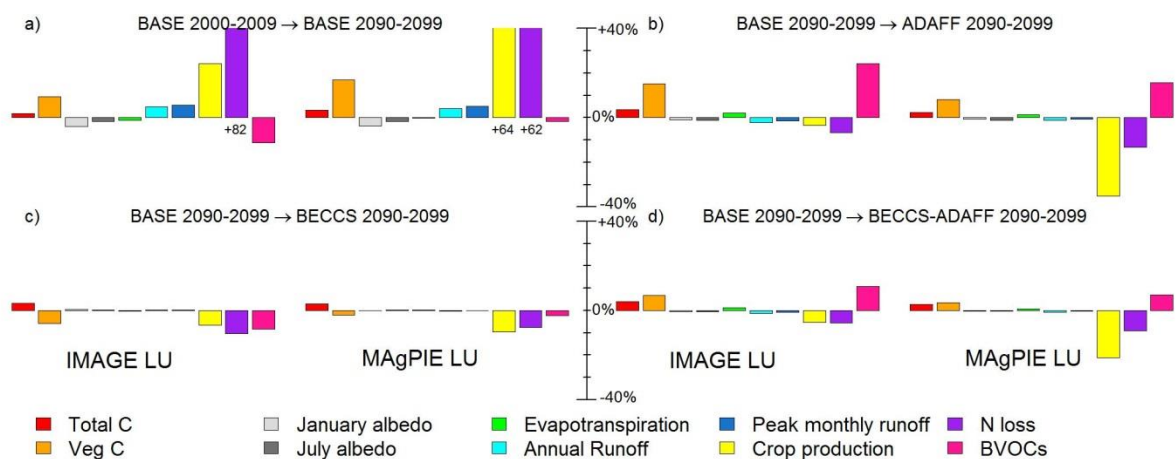 a) BASE 2000-2009 → BASE 2090-2099
+40%
b) BASE 2090-2099 → ADAFF 2090-2099
0%
+82
+64 +62
-40%
c) BASE 2090-2099 → BECCS 2090-2099
+40%
d) BASE 2090-2099 → BECCS-ADAFF 2090-2099
0%
IMAGE LU MAgPIE LU
IMAGE LU MAgPIE LU
-40%
Total C January albedo Evapotranspiration Peak monthly runoff N loss
Veg C July albedo Annual Runoff Crop production BVOCs